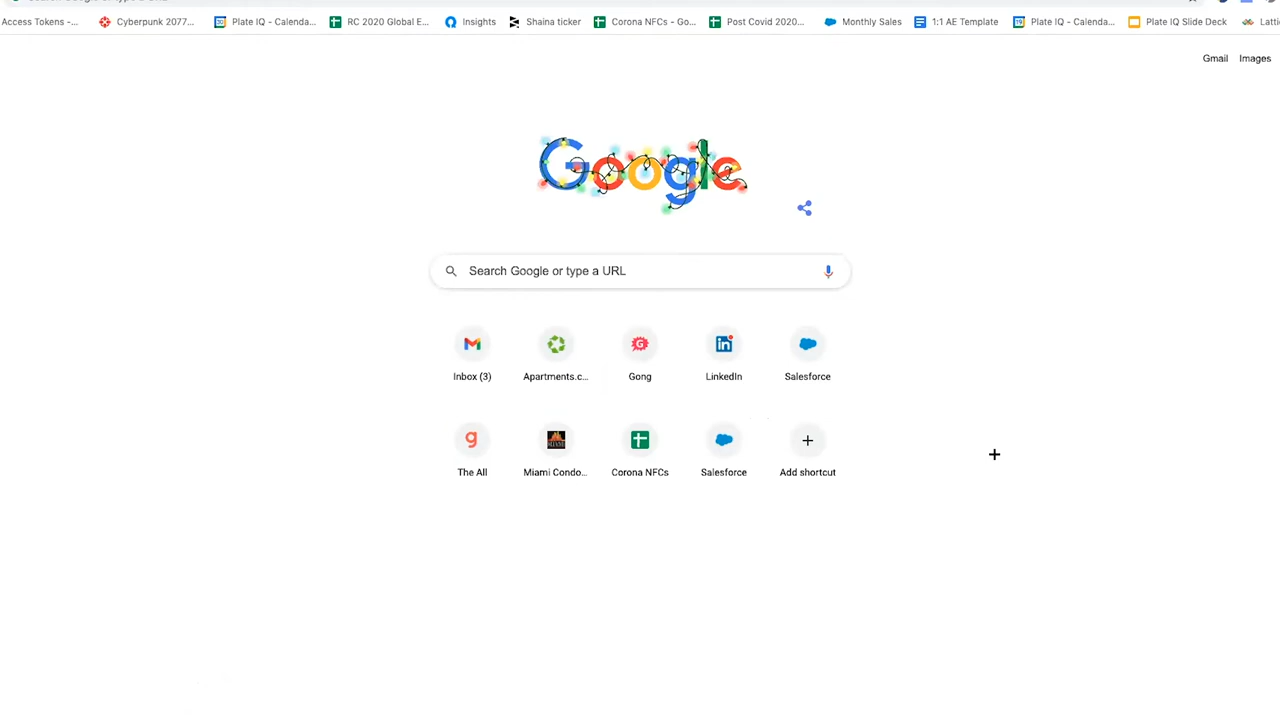 Access Tokens -... Cyberpunk 2077... Plate IQ - Calenda... RC 2020 Global E... Insights Shaina ticker Corona NFCs - Go... Post Covid 2020... Monthly Sales 1:1 AE Template Plate IQ - Calenda... Plate IQ Slide Deck Latti
Gmail Images
Google
Search Google or type a URL
Inbox (3) Apartments.c... Gong LinkedIn Salesforce
The All Miami Condo... Corona NFCs Salesforce Add shortcut